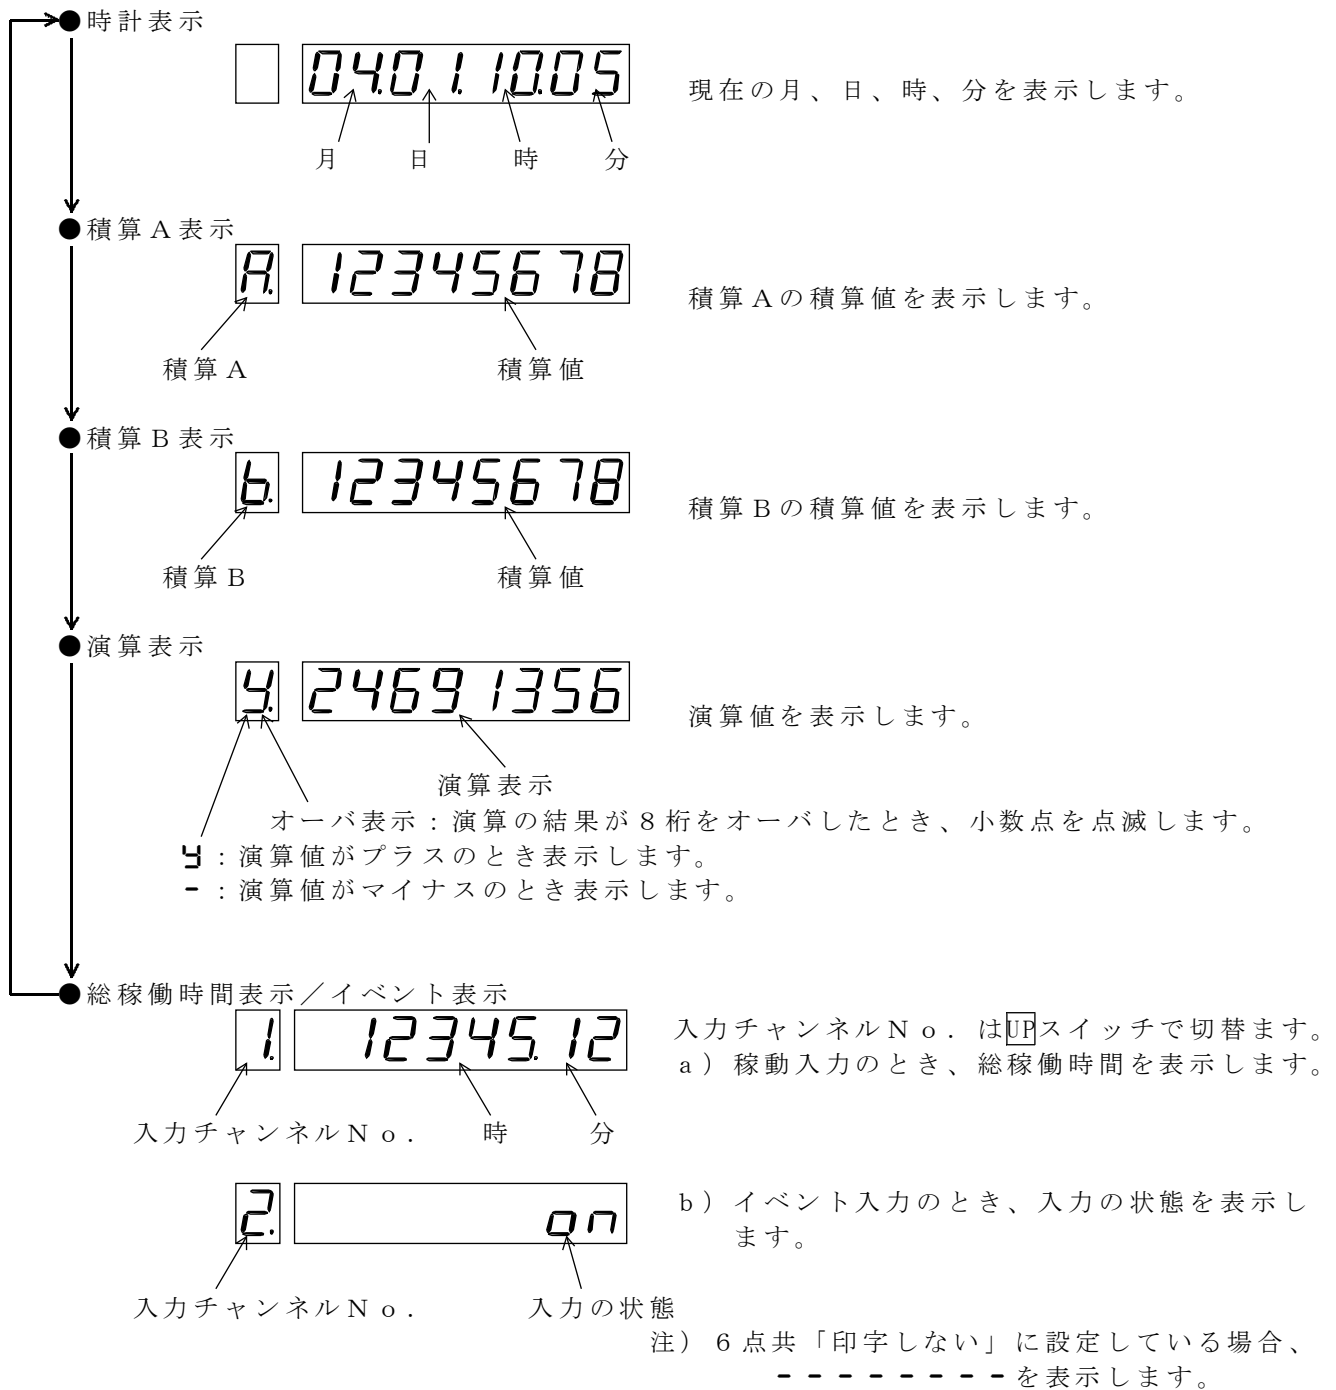 ●時計表示
04.01.10.05
現在の月、日、時、分を表示します。
月 日 時 分
●積算A表示
A. 12345678
積算Aの積算値を表示します。
積算A 積算値
●積算B表示
b. 12345678
積算Bの積算値を表示します。
積算B 積算値
●演算表示
y. 24691356
演算値を表示します。
演算表示
オーバ表示：演算の結果が8桁をオーバしたとき、小数点を点滅します。
y：演算値がプラスのとき表示します。
-：演算値がマイナスのとき表示します。
●総稼働時間表示／イベント表示
1. 12345.12
入力チャンネルNo．はUPスイッチで切替ます。
a）稼動入力のとき、総稼働時間を表示します。
入力チャンネルNo． 時 分
2. on
b）イベント入力のとき、入力の状態を表示し
ます。
入力チャンネルNo． 入力の状態
注）6点共「印字しない」に設定している場合、
--------を表示します。